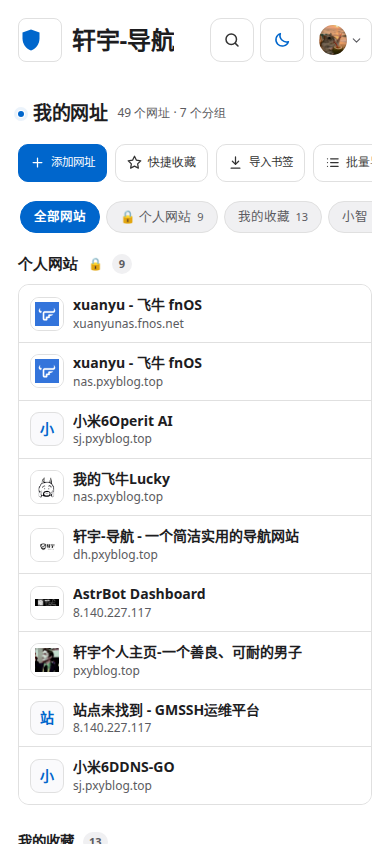 轩宇-导航
我的网址 49 个网址 · 7 个分组
添加网址 快捷收藏 导入书签 批量
全部网站 🔒 个人网站 9 我的收藏 13 小智
个人网站 🔒 9
xuanyu - 飞牛 fnOS
xuanyunas.fnos.net
xuanyu - 飞牛 fnOS
nas.pxyblog.top
小
小米6Operit AI
sj.pxyblog.top
我的飞牛Lucky
nas.pxyblog.top
轩宇-导航 - 一个简洁实用的导航网站
dh.pxyblog.top
AstrBot Dashboard
8.140.227.117
轩宇个人主页-一个善良、可耐的男子
pxyblog.top
站
站点未找到 - GMSSH运维平台
8.140.227.117
小
小米6DDNS-GO
sj.pxyblog.top
我的收藏 13